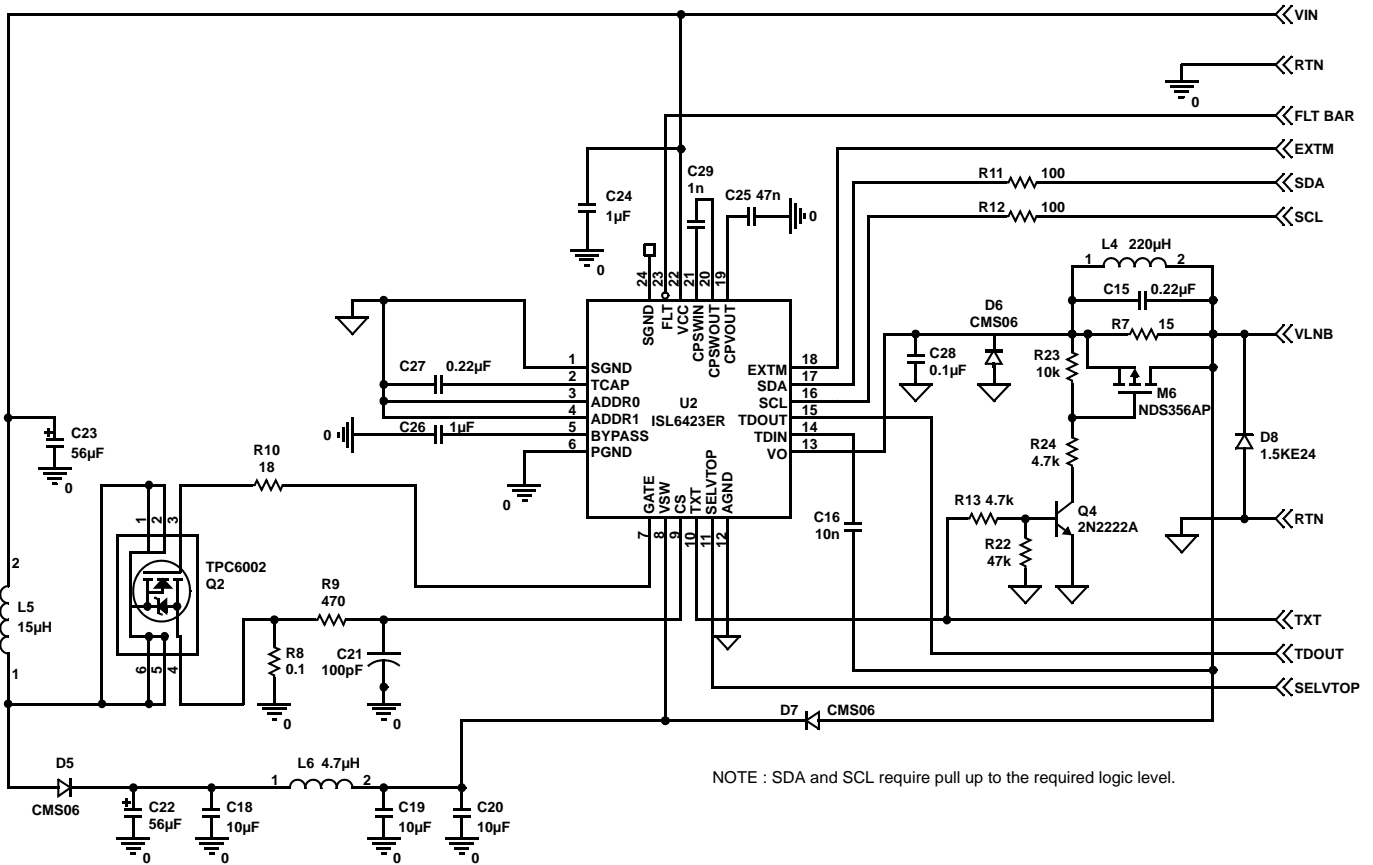 VIN
RTN
0
FLT BAR
EXTM
R11 100
SDA
R12 100
SCL
C24
1µF
0
C29
1n
C25 47n
0
L4 220µH
1 2
C15 0.22µF
R7 15
VLNB
D6
CMS06
C28
0.1µF
R23
10k
M6
NDS356AP
R24
4.7k
D8
1.5KE24
R13 4.7k
Q4
2N2222A
R22
47k
RTN
24 23 22 21 20 19
SGND FLT VCC CPSWIN CPSWOUT CPVOUT
1 SGND
2 TCAP
3 ADDR0
4 ADDR1
5 BYPASS
6 PGND
U2
ISL6423ER
EXTM 18
SDA 17
SCL 16
TDOUT 15
TDIN 14
VO 13
GATE VSW CS TXT SELVTOP AGND
7 8 9 10 11 12
C27 0.22µF
C26 1µF
0
0
C16
10n
C23
56µF
0
R10
18
1 2 3
TPC6002
Q2
6 5 4
2
L5
15µH
1
R9
470
R8
0.1
0
C21
100pF
0
TXT
TDOUT
SELVTOP
D7 CMS06
D5
CMS06
L6 4.7µH
1 2
C22
56µF
0
C18
10µF
0
C19
10µF
0
C20
10µF
0
NOTE : SDA and SCL require pull up to the required logic level.